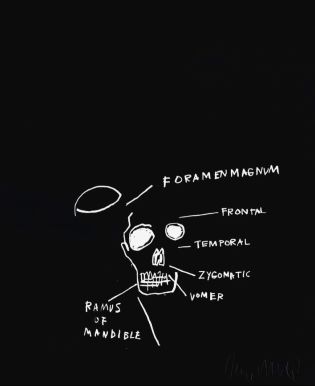 FORAMEN MAGNUM
FRONTAL
TEMPORAL
ZYGOMATIC
VOMER
RAMUS
OF
MANDIBLE